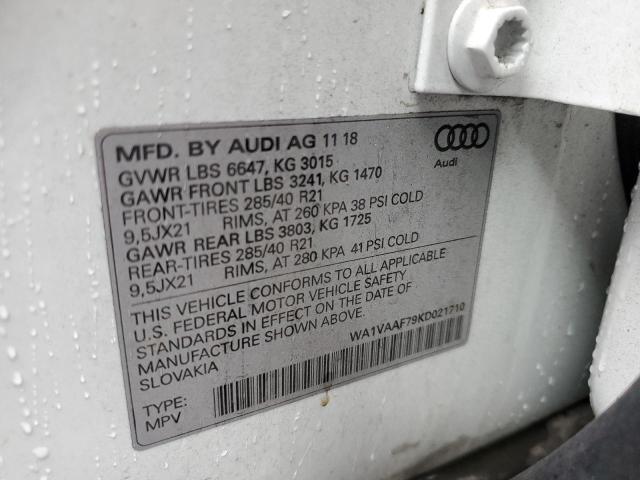 MFD. BY AUDI AG 11 18
GVWR LBS 6647, KG 3015
GAWR FRONT LBS 3241, KG 1470
FRONT-TIRES 285/40 R21
9,5JX21 RIMS, AT 260 KPA 38 PSI COLD
GAWR REAR LBS 3803, KG 1725
REAR-TIRES 285/40 R21
9,5JX21 RIMS, AT 280 KPA 41 PSI COLD
Audi
THIS VEHICLE CONFORMS TO ALL APPLICABLE
U.S. FEDERAL MOTOR VEHICLE SAFETY
STANDARDS IN EFFECT ON THE DATE OF
MANUFACTURE SHOWN ABOVE.
SLOVAKIA
WA1VAAF79KD021710
TYPE:
MPV